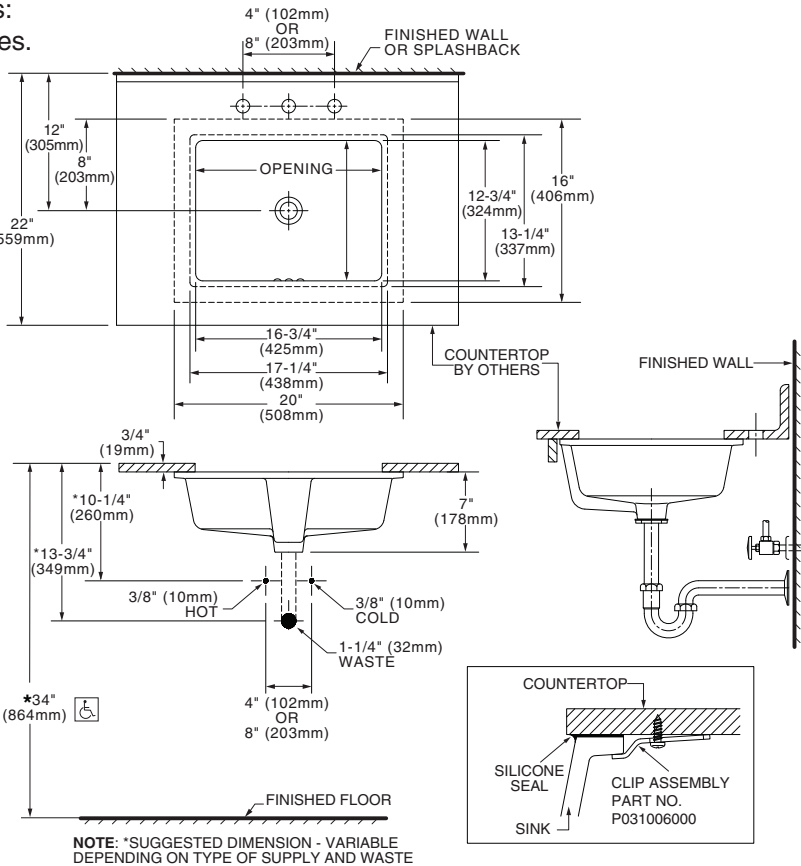 s:
es.
4" (102mm)
OR
8" (203mm)
FINISHED WALL
OR SPLASHBACK
12"
(305mm)
8"
(203mm)
22"
559mm)
OPENING
12-3/4"
(324mm)
13-1/4"
(337mm)
16"
(406mm)
16-3/4"
(425mm)
17-1/4"
(438mm)
20"
(508mm)
COUNTERTOP
BY OTHERS
FINISHED WALL
3/4"
(19mm)
*10-1/4"
(260mm)
*13-3/4"
(349mm)
7"
(178mm)
3/8" (10mm)
HOT
3/8" (10mm)
COLD
1-1/4" (32mm)
WASTE
4" (102mm)
OR
8" (203mm)
*34"
(864mm)
FINISHED FLOOR
COUNTERTOP
SILICONE
SEAL
SINK
CLIP ASSEMBLY
PART NO.
P031006000
NOTE: *SUGGESTED DIMENSION - VARIABLE
DEPENDING ON TYPE OF SUPPLY AND WASTE